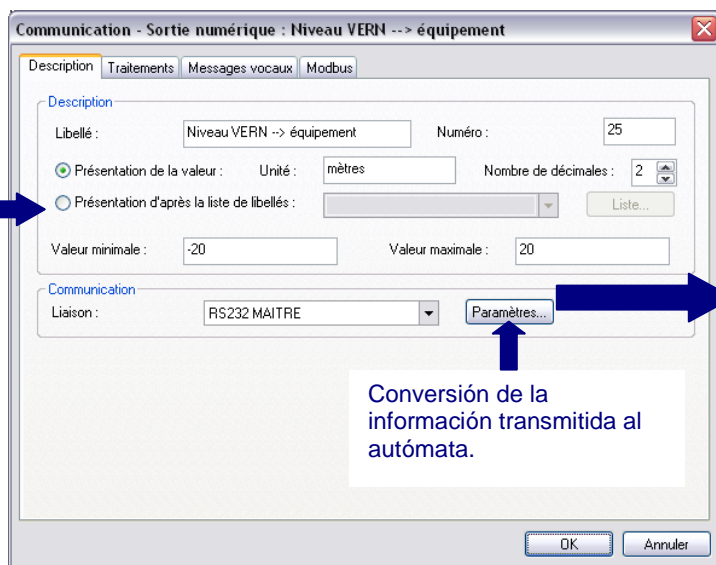 Communication - Sortie numérique : Niveau VERN --> équipement
Description Traitements Messages vocaux Modbus
Description
Libellé : Niveau VERN --> équipement Numéro : 25
Présentation de la valeur : Unité : mètres Nombre de décimales : 2
Présentation d'après la liste de libellés : Liste...
Valeur minimale : -20 Valeur maximale : 20
Communication
Liaison : RS232 MAITRE Paramètres...
Conversión de la
información transmitida al
autómata.
OK Annuler